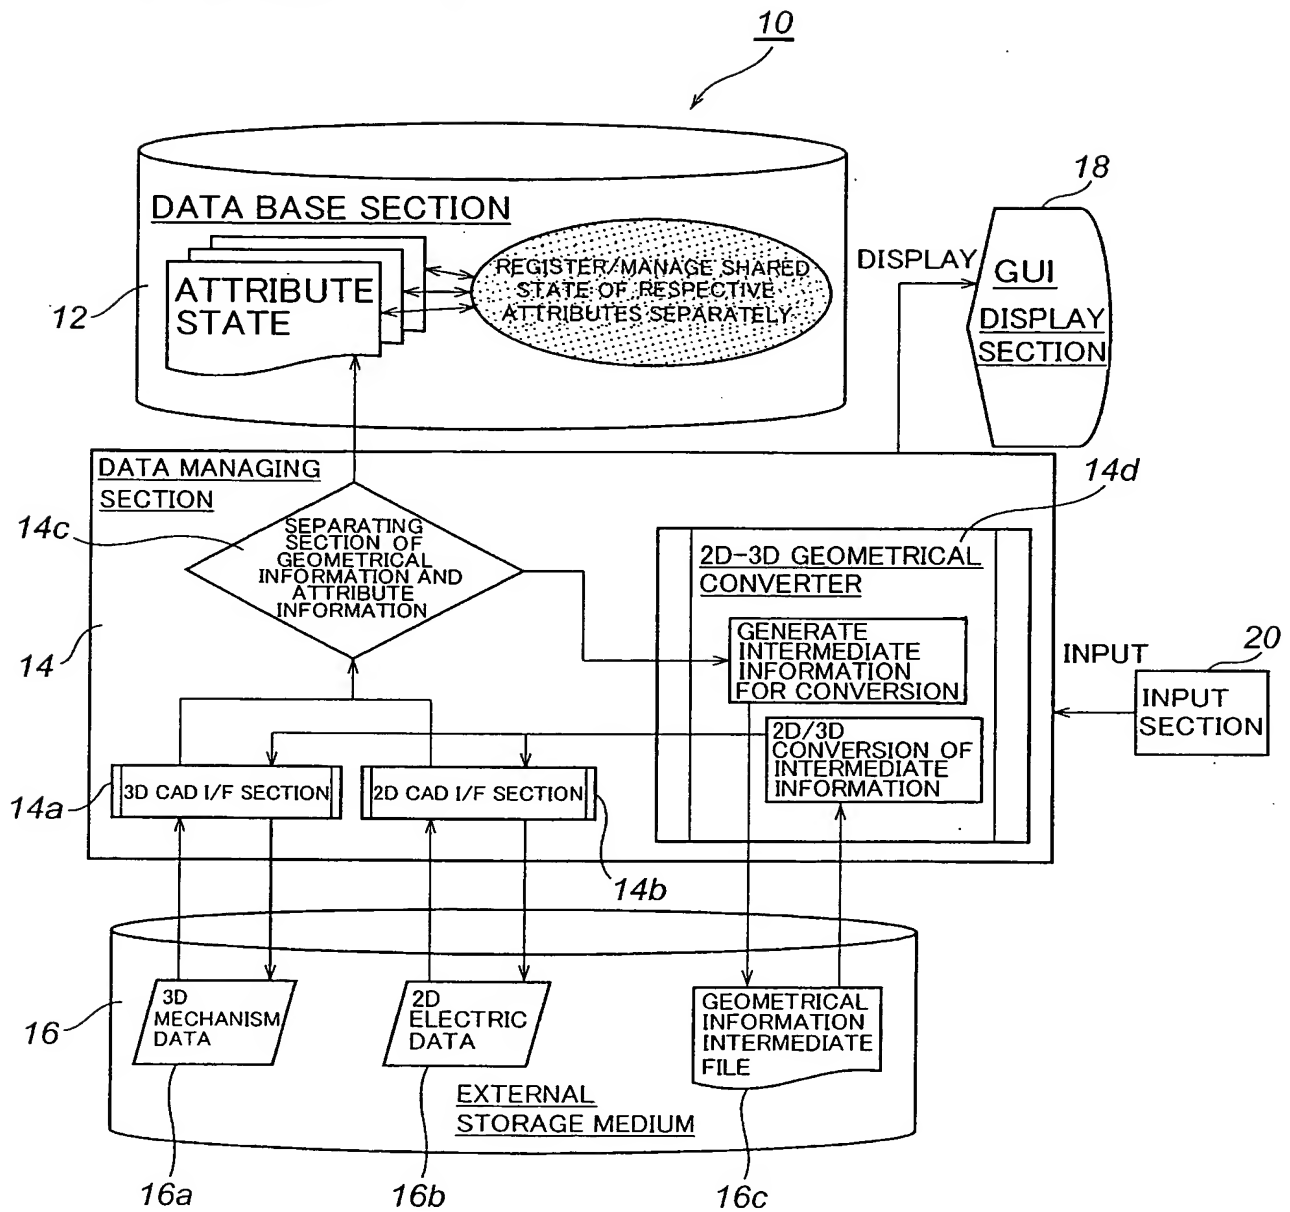 10
18
DATA BASE SECTION
DISPLAY
GUI
DISPLAY
SECTION
ATTRIBUTE
STATE
REGISTER/MANAGE SHARED
STATE OF RESPECTIVE
ATTRIBUTES SEPARATELY
12
DATA MANAGING
SECTION
14d
14c
SEPARATING
SECTION OF
GEOMETRICAL
INFORMATION AND
ATTRIBUTE
INFORMATION
2D-3D GEOMETRICAL
CONVERTER
GENERATE
INTERMEDIATE
INFORMATION
FOR CONVERSION
14
INPUT
20
INPUT
SECTION
2D/3D
CONVERSION OF
INTERMEDIATE
INFORMATION
14a
3D CAD I/F SECTION
2D CAD I/F SECTION
14b
16
3D
MECHANISM
DATA
2D
ELECTRIC
DATA
GEOMETRICAL
INFORMATION
INTERMEDIATE
FILE
EXTERNAL
STORAGE MEDIUM
16a
16b
16c